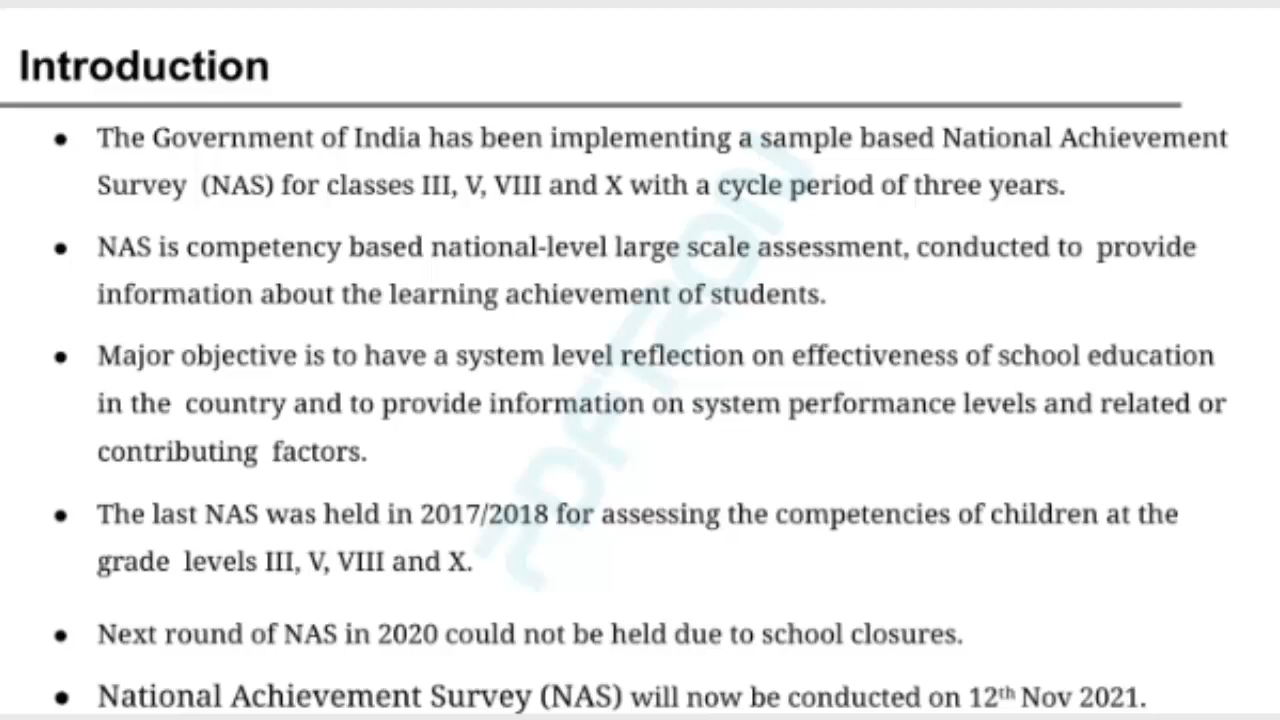 Introduction
● The Government of India has been implementing a sample based National Achievement
Survey (NAS) for classes III, V, VIII and X with a cycle period of three years.
● NAS is competency based national-level large scale assessment, conducted to provide
information about the learning achievement of students.
● Major objective is to have a system level reflection on effectiveness of school education
in the country and to provide information on system performance levels and related or
contributing factors.
● The last NAS was held in 2017/2018 for assessing the competencies of children at the
grade levels III, V, VIII and X.
● Next round of NAS in 2020 could not be held due to school closures.
● National Achievement Survey (NAS) will now be conducted on 12th Nov 2021.